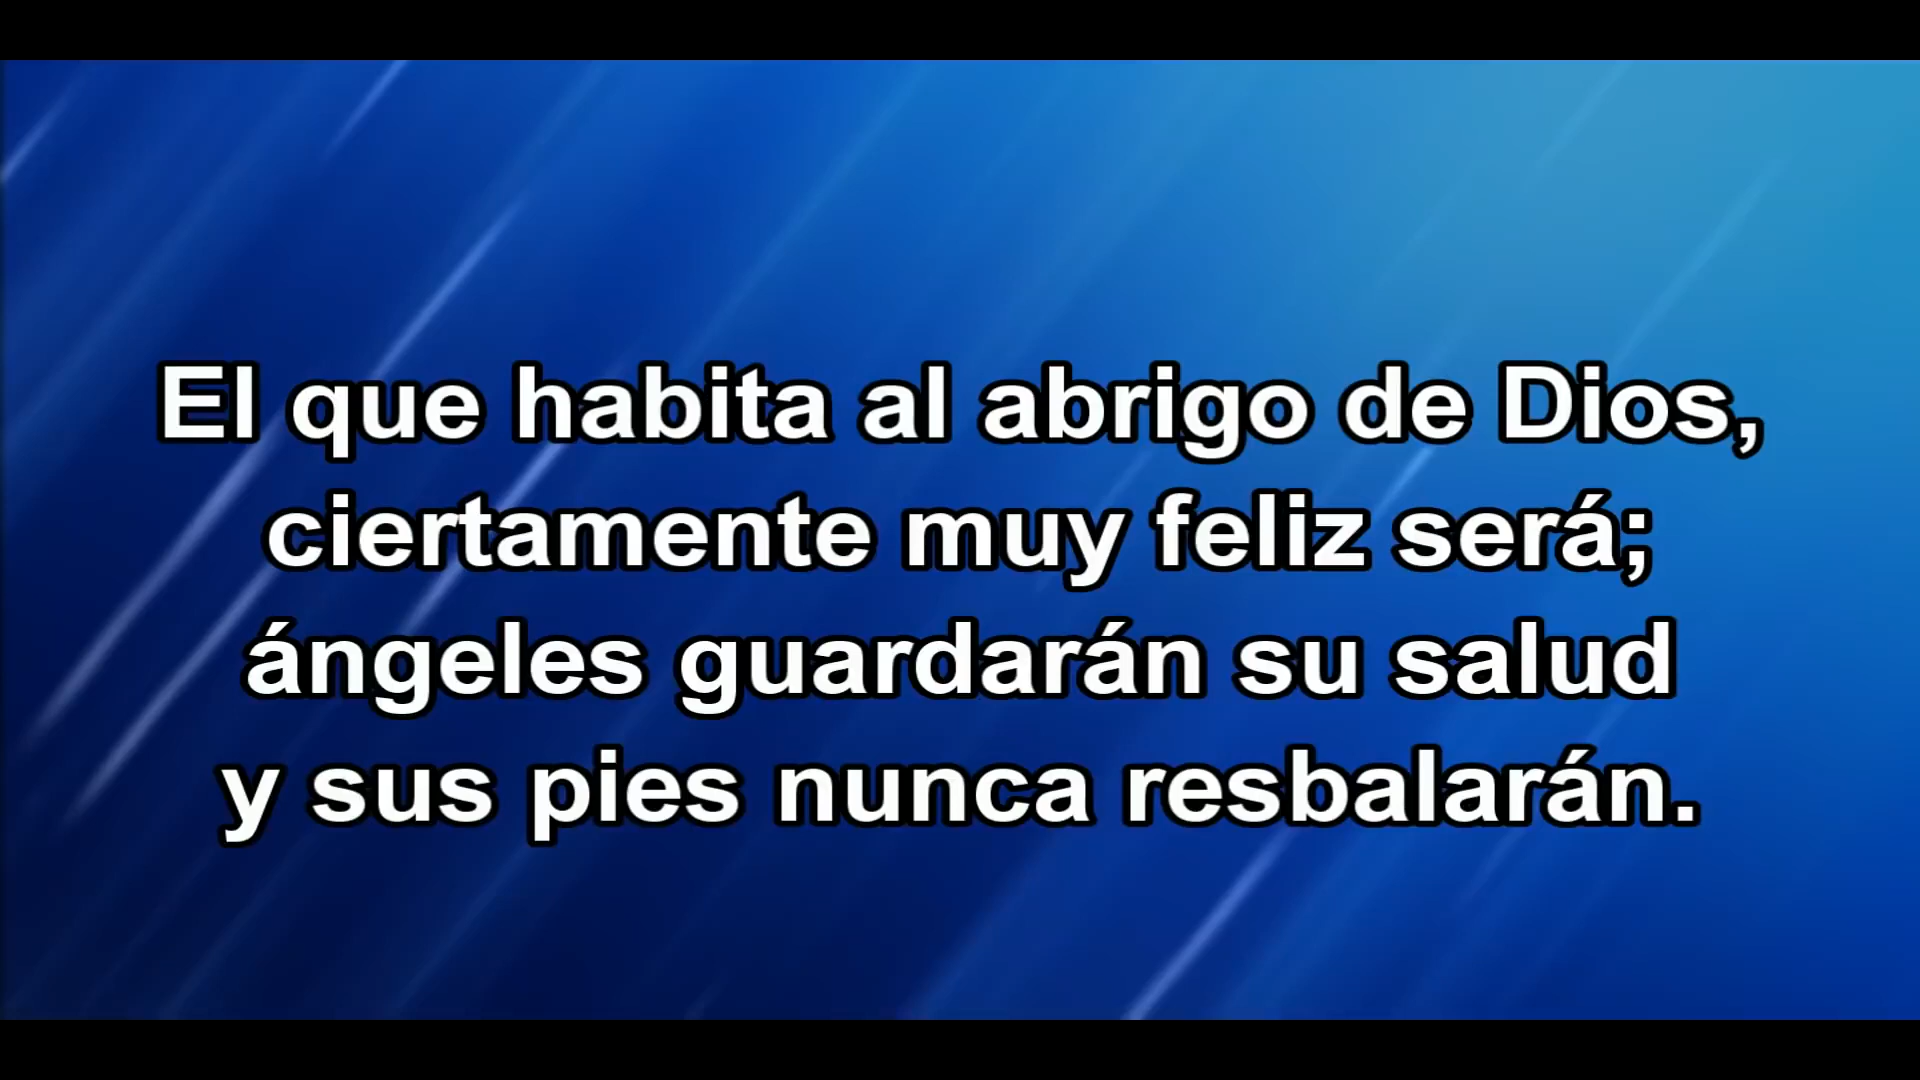 El que habita al abrigo de Dios,
ciertamente muy feliz será;
ángeles guardarán su salud
y sus pies nunca resbalarán.